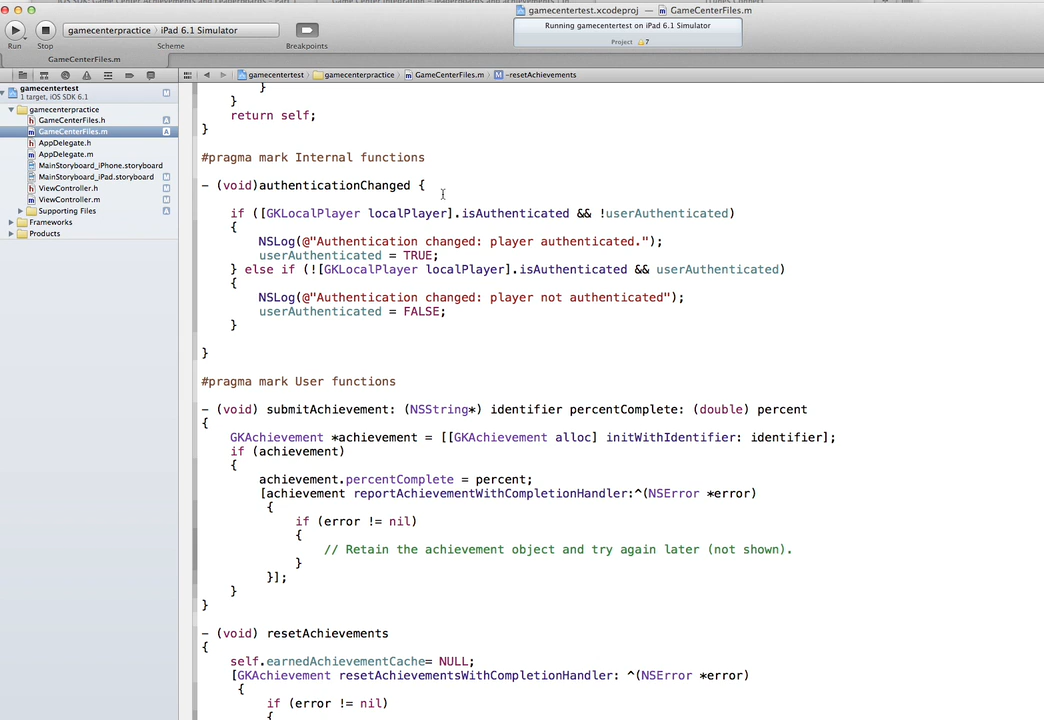 gamecentertest.xcodeproj — GameCenterFiles.m
gamecenterpractice › iPad 6.1 Simulator
Running gamecentertest on iPad 6.1 Simulator
Project 7
Run Stop Scheme Breakpoints
GameCenterFiles.m
gamecentertest gamecenterpractice GameCenterFiles.m M -resetAchievements
gamecentertest M
1 target, iOS SDK 6.1
gamecenterpractice
h GameCenterFiles.h A
m GameCenterFiles.m A
h AppDelegate.h
m AppDelegate.m
MainStoryboard_iPhone.storyboard
MainStoryboard_iPad.storyboard M
h ViewController.h M
m ViewController.m M
Supporting Files A
Frameworks
Products
}
}
return self;
}
#pragma mark Internal functions
- (void)authenticationChanged {
if ([GKLocalPlayer localPlayer].isAuthenticated && !userAuthenticated)
{
NSLog(@"Authentication changed: player authenticated.");
userAuthenticated = TRUE;
} else if (![GKLocalPlayer localPlayer].isAuthenticated && userAuthenticated)
{
NSLog(@"Authentication changed: player not authenticated");
userAuthenticated = FALSE;
}
}
#pragma mark User functions
- (void) submitAchievement: (NSString*) identifier percentComplete: (double) percent
{
GKAchievement *achievement = [[GKAchievement alloc] initWithIdentifier: identifier];
if (achievement)
{
achievement.percentComplete = percent;
[achievement reportAchievementWithCompletionHandler:^(NSError *error)
{
if (error != nil)
{
// Retain the achievement object and try again later (not shown).
}
}];
}
}
- (void) resetAchievements
{
self.earnedAchievementCache= NULL;
[GKAchievement resetAchievementsWithCompletionHandler: ^(NSError *error)
{
if (error != nil)
{